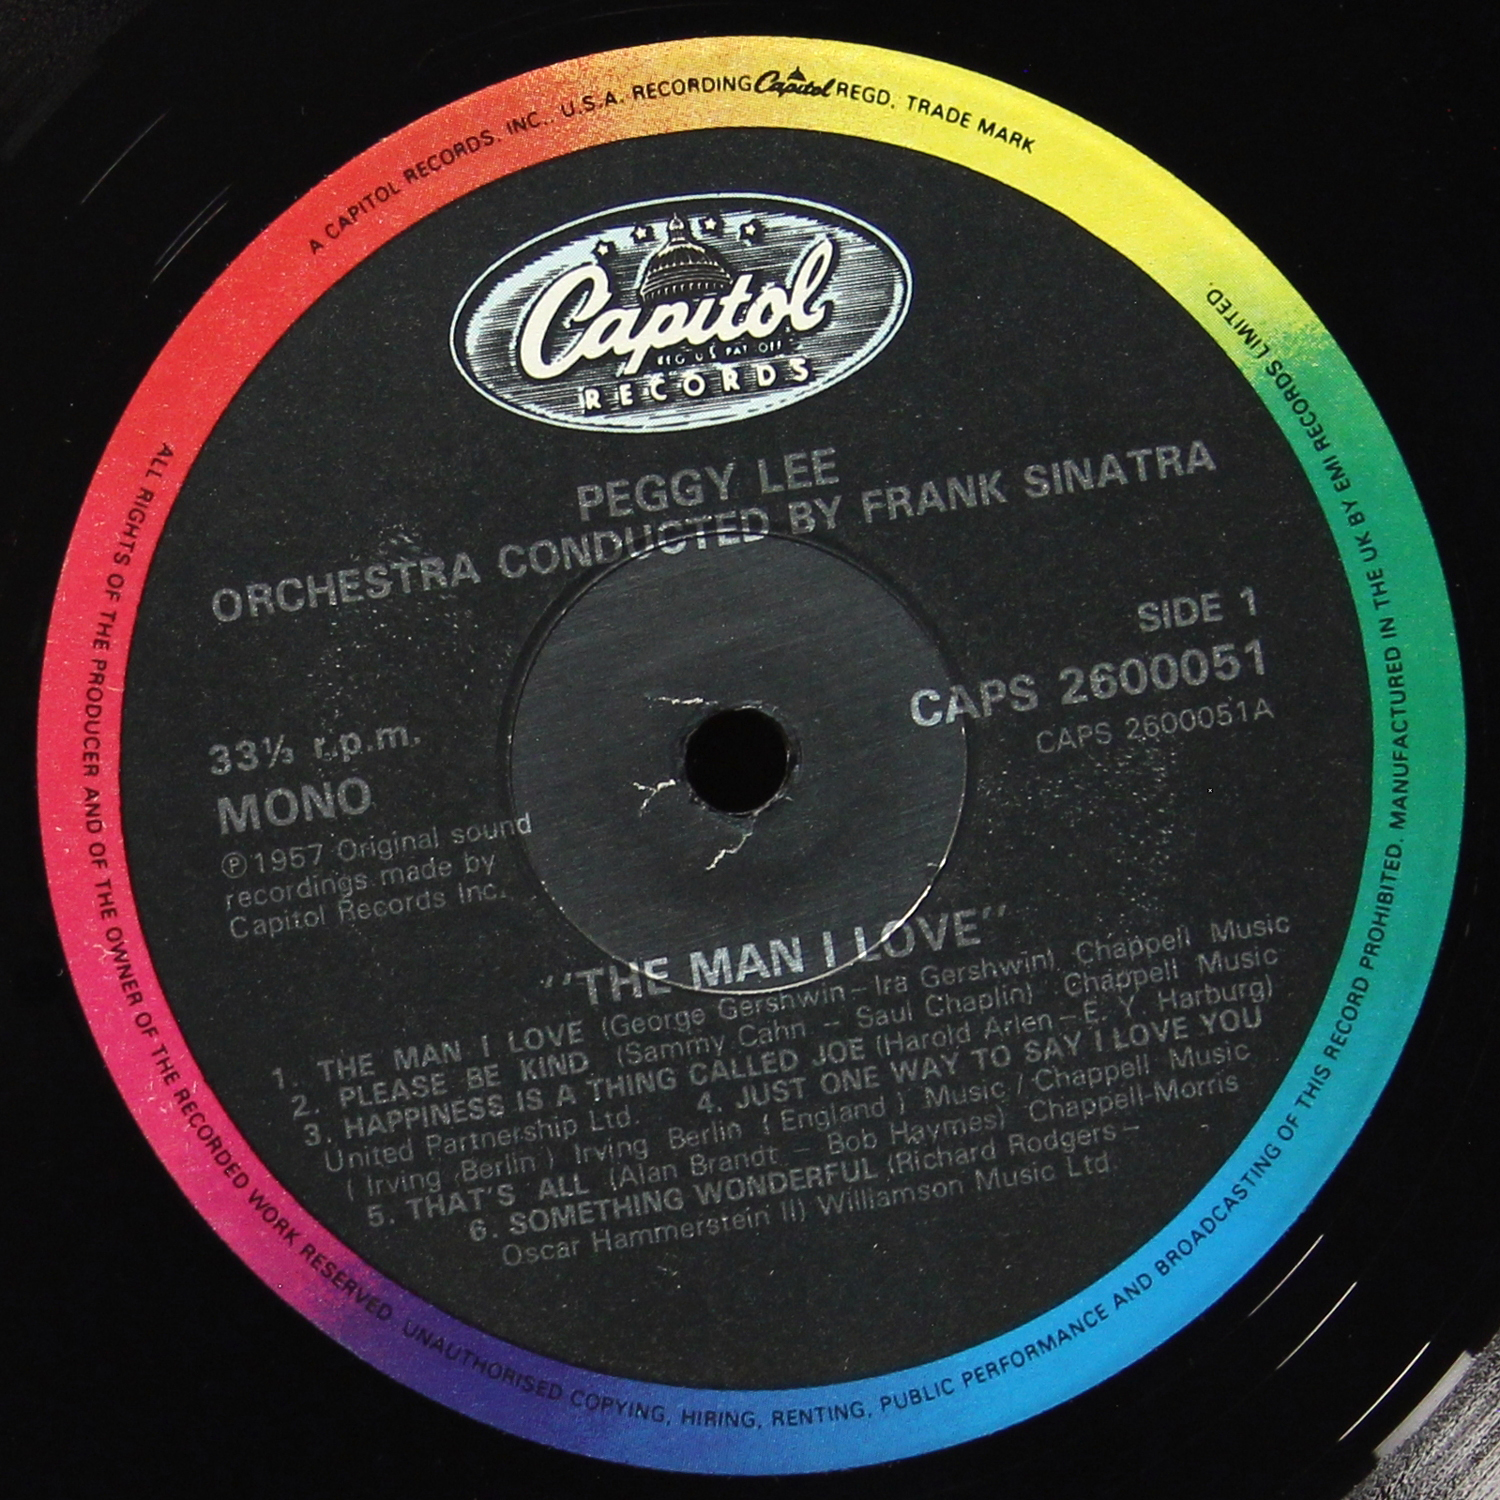 A CAPITOL RECORDS, INC., U.S.A. RECORDING Capitol REGD. TRADE MARK
Capitol
REG. U.S. PAT. OFF.
RECORDS
PEGGY LEE
ORCHESTRA CONDUCTED BY FRANK SINATRA
SIDE 1
CAPS 2600051
CAPS 2600051A
33⅓ r.p.m.
MONO
℗1957 Original sound
recordings made by
Capitol Records Inc.
"THE MAN I LOVE"
1. THE MAN I LOVE (George Gershwin – Ira Gershwin) Chappell Music
2. PLEASE BE KIND (Sammy Cahn – Saul Chaplin) Chappell Music
3. HAPPINESS IS A THING CALLED JOE (Harold Arlen – E. Y. Harburg)
United Partnership Ltd 4. JUST ONE WAY TO SAY I LOVE YOU
(Irving Berlin) Irving Berlin (England) Music / Chappell Music
5. THAT'S ALL (Alan Brandt – Bob Haymes) Chappell-Morris
6. SOMETHING WONDERFUL (Richard Rodgers –
Oscar Hammerstein II) Williamson Music Ltd
ALL RIGHTS OF THE PRODUCER AND OF THE OWNER OF THE RECORDED WORK RESERVED. UNAUTHORISED COPYING, HIRING, RENTING, PUBLIC PERFORMANCE AND BROADCASTING OF THIS RECORD PROHIBITED. MANUFACTURED IN THE UK BY EMI RECORDS LIMITED.